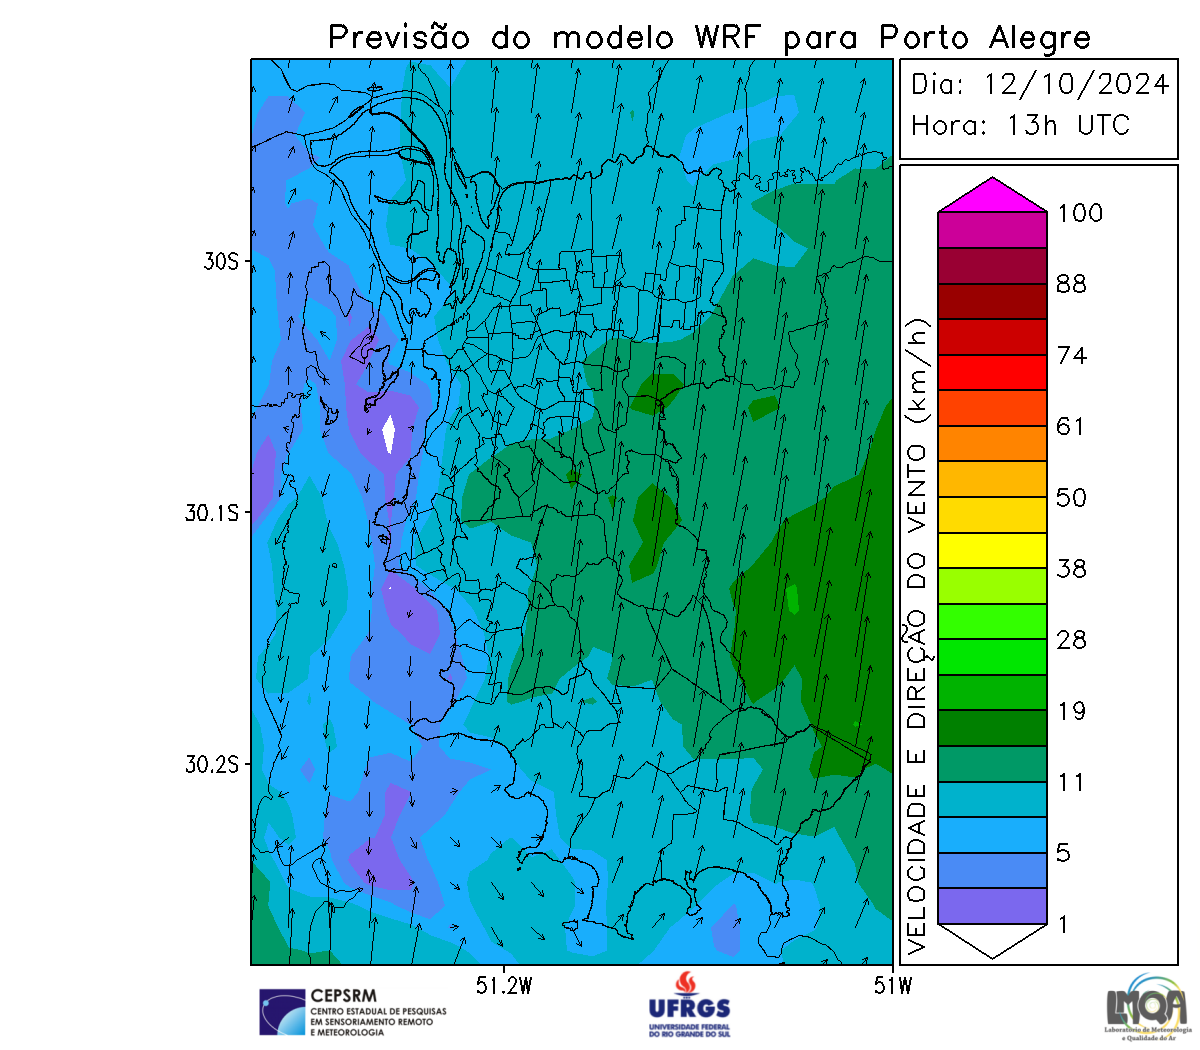 Previsão do modelo WRF para Porto Alegre
Dia: 12/10/2024
Hora: 13h UTC
30S
30.1S
30.2S
51.2W
51W
VELOCIDADE E DIREÇÃO DO VENTO (km/h)
100
88
74
61
50
38
28
19
11
5
1
CEPSRM
CENTRO ESTADUAL DE PESQUISAS
EM SENSORIAMENTO REMOTO
E METEOROLOGIA
UFRGS
UNIVERSIDADE FEDERAL
DO RIO GRANDE DO SUL
LMQA
Laboratório de Meteorologia
e Qualidade do Ar